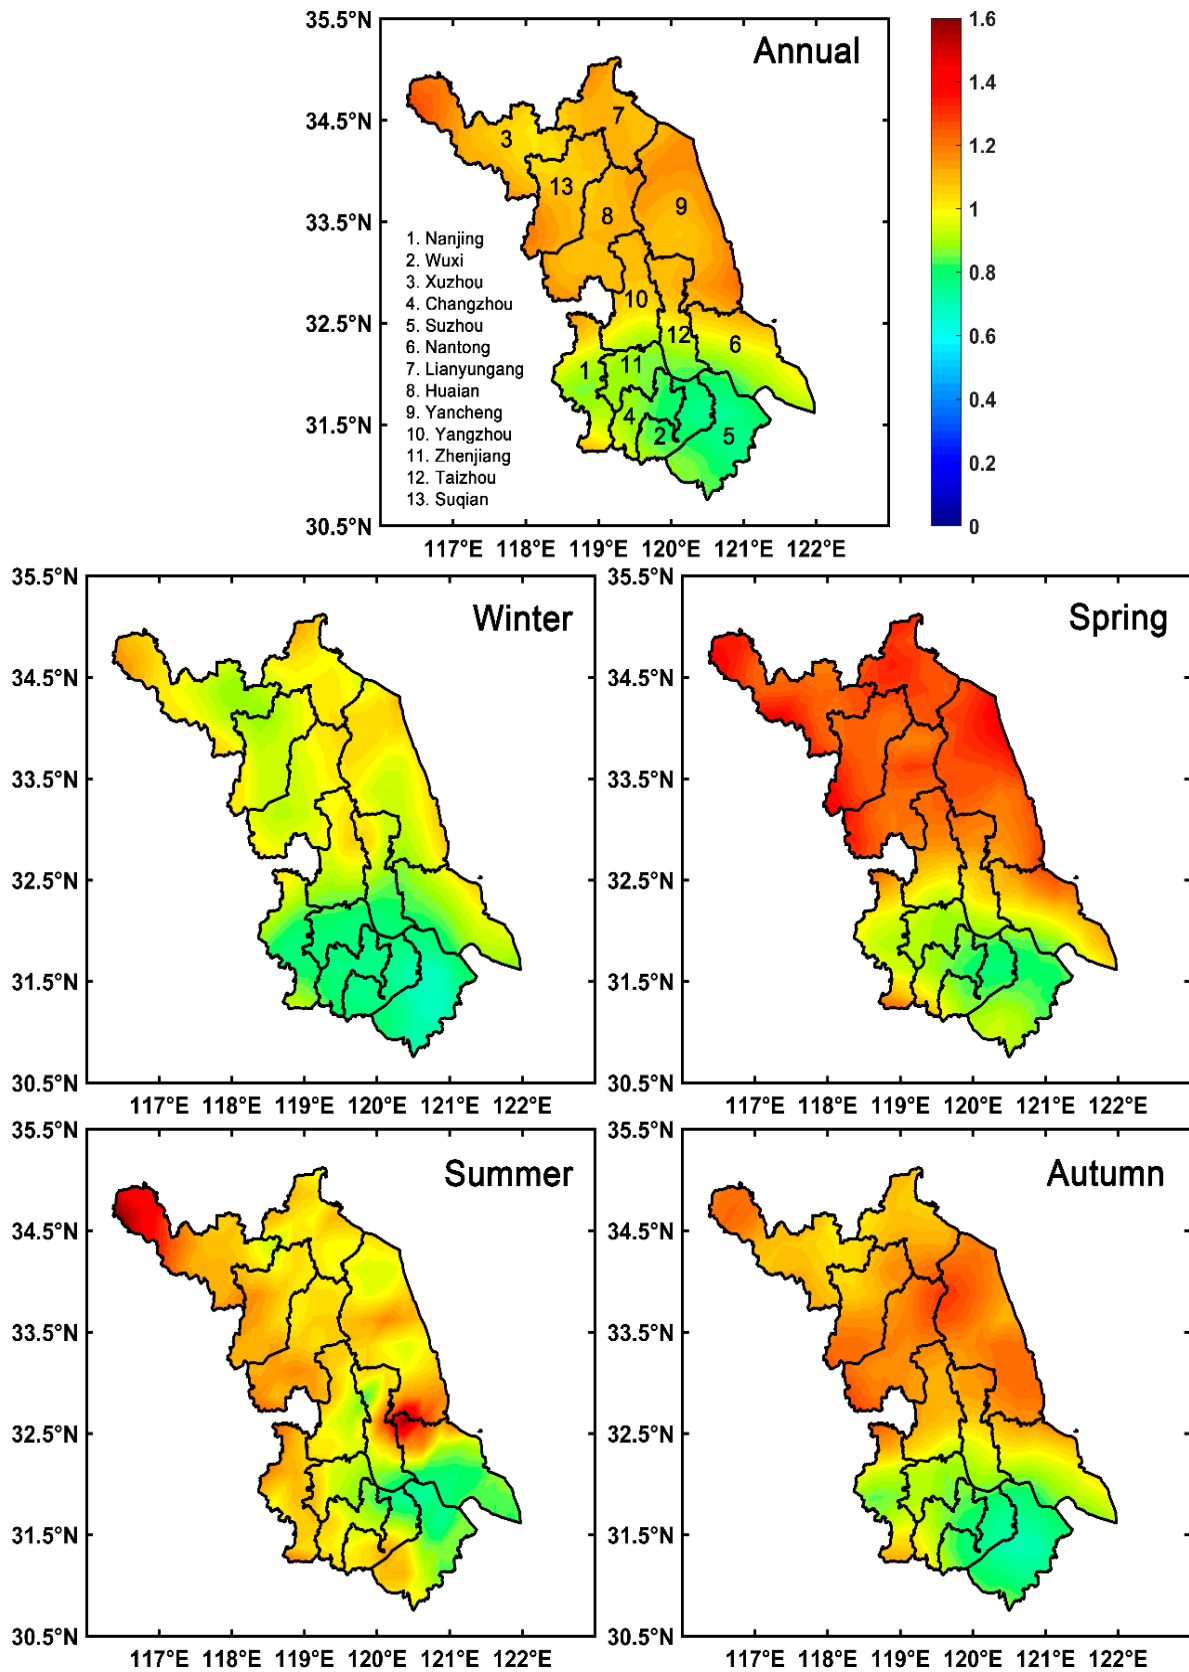 35.5°N
Annual
1.6
1.4
34.5°N
7
3
1.2
13
9
33.5°N
8
1
1. Nanjing
2. Wuxi
3. Xuzhou
10
0.8
4. Changzhou
32.5°N
5. Suzhou
12
6
6. Nantong
0.6
7. Lianyungang
1
11
8. Huaian
9. Yancheng
0.4
31.5°N
4
10. Yangzhou
2
5
11. Zhenjiang
0.2
12. Taizhou
13. Suqian
30.5°N
0
117°E 118°E 119°E 120°E 121°E 122°E
35.5°N
Winter
34.5°N
33.5°N
32.5°N
31.5°N
30.5°N
117°E 118°E 119°E 120°E 121°E 122°E
35.5°N
Spring
34.5°N
33.5°N
32.5°N
31.5°N
30.5°N
117°E 118°E 119°E 120°E 121°E 122°E
35.5°N
Summer
34.5°N
33.5°N
32.5°N
31.5°N
30.5°N
117°E 118°E 119°E 120°E 121°E 122°E
35.5°N
Autumn
34.5°N
33.5°N
32.5°N
31.5°N
30.5°N
117°E 118°E 119°E 120°E 121°E 122°E